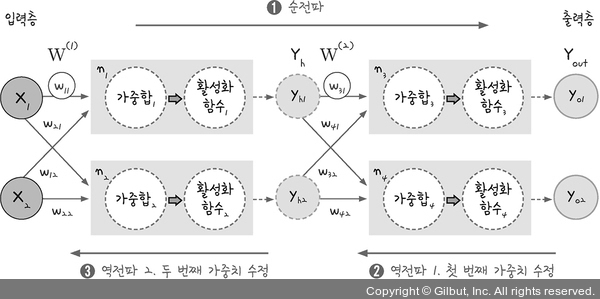 ❶ 순전파
입력층
출력층
W(1)
Yh
W(2)
Yout
X1
w11
n1
가중합1
활성화
함수1
yh1
w31
n3
가중합3
활성화
함수3
yo1
w21
w41
w12
w32
X2
w22
n2
가중합2
활성화
함수2
yh2
w42
n4
가중합4
활성화
함수4
yo2
❸ 역전파 2. 두 번째 가중치 수정
❷ 역전파 1. 첫 번째 가중치 수정
Copyright © Gilbut, Inc. All rights reserved.